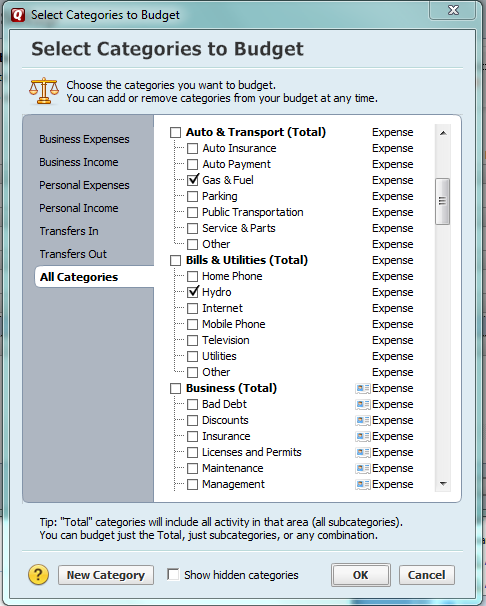 Select Categories to Budget
Select Categories to Budget
Choose the categories you want to budget.
You can add or remove categories from your budget at any time.
Business Expenses
Business Income
Personal Expenses
Personal Income
Transfers In
Transfers Out
All Categories
Auto & Transport (Total) Expense
Auto Insurance Expense
Auto Payment Expense
Gas & Fuel Expense
Parking Expense
Public Transportation Expense
Service & Parts Expense
Other Expense
Bills & Utilities (Total) Expense
Home Phone Expense
Hydro Expense
Internet Expense
Mobile Phone Expense
Television Expense
Utilities Expense
Other Expense
Business (Total) Expense
Bad Debt Expense
Discounts Expense
Insurance Expense
Licenses and Permits Expense
Maintenance Expense
Management Expense
Tip: "Total" categories will include all activity in that area (all subcategories).
You can budget just the Total, just subcategories, or any combination.
? New Category Show hidden categories OK Cancel